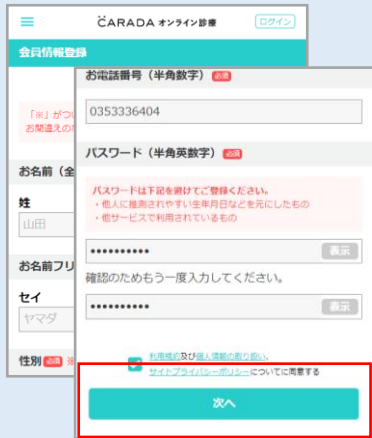 CARADA オンライン診療
ログイン
会員情報登録
「※」がつ
お間違えの
お名前（全
姓
山田
お名前フリ
セイ
ヤマダ
性別 必須 ※
お電話番号（半角数字） 必須
0353336404
パスワード（半角英数字） 必須
パスワードは下記を避けてご登録ください。
・他人に推測されやすい生年月日などを元にしたもの
・他サービスで利用されているもの
•••••••••• 表示
確認のためもう一度入力してください。
•••••••••• 表示
利用規約及び個人情報の取り扱い、
サイトプライバシーポリシーについてに同意する
次へ